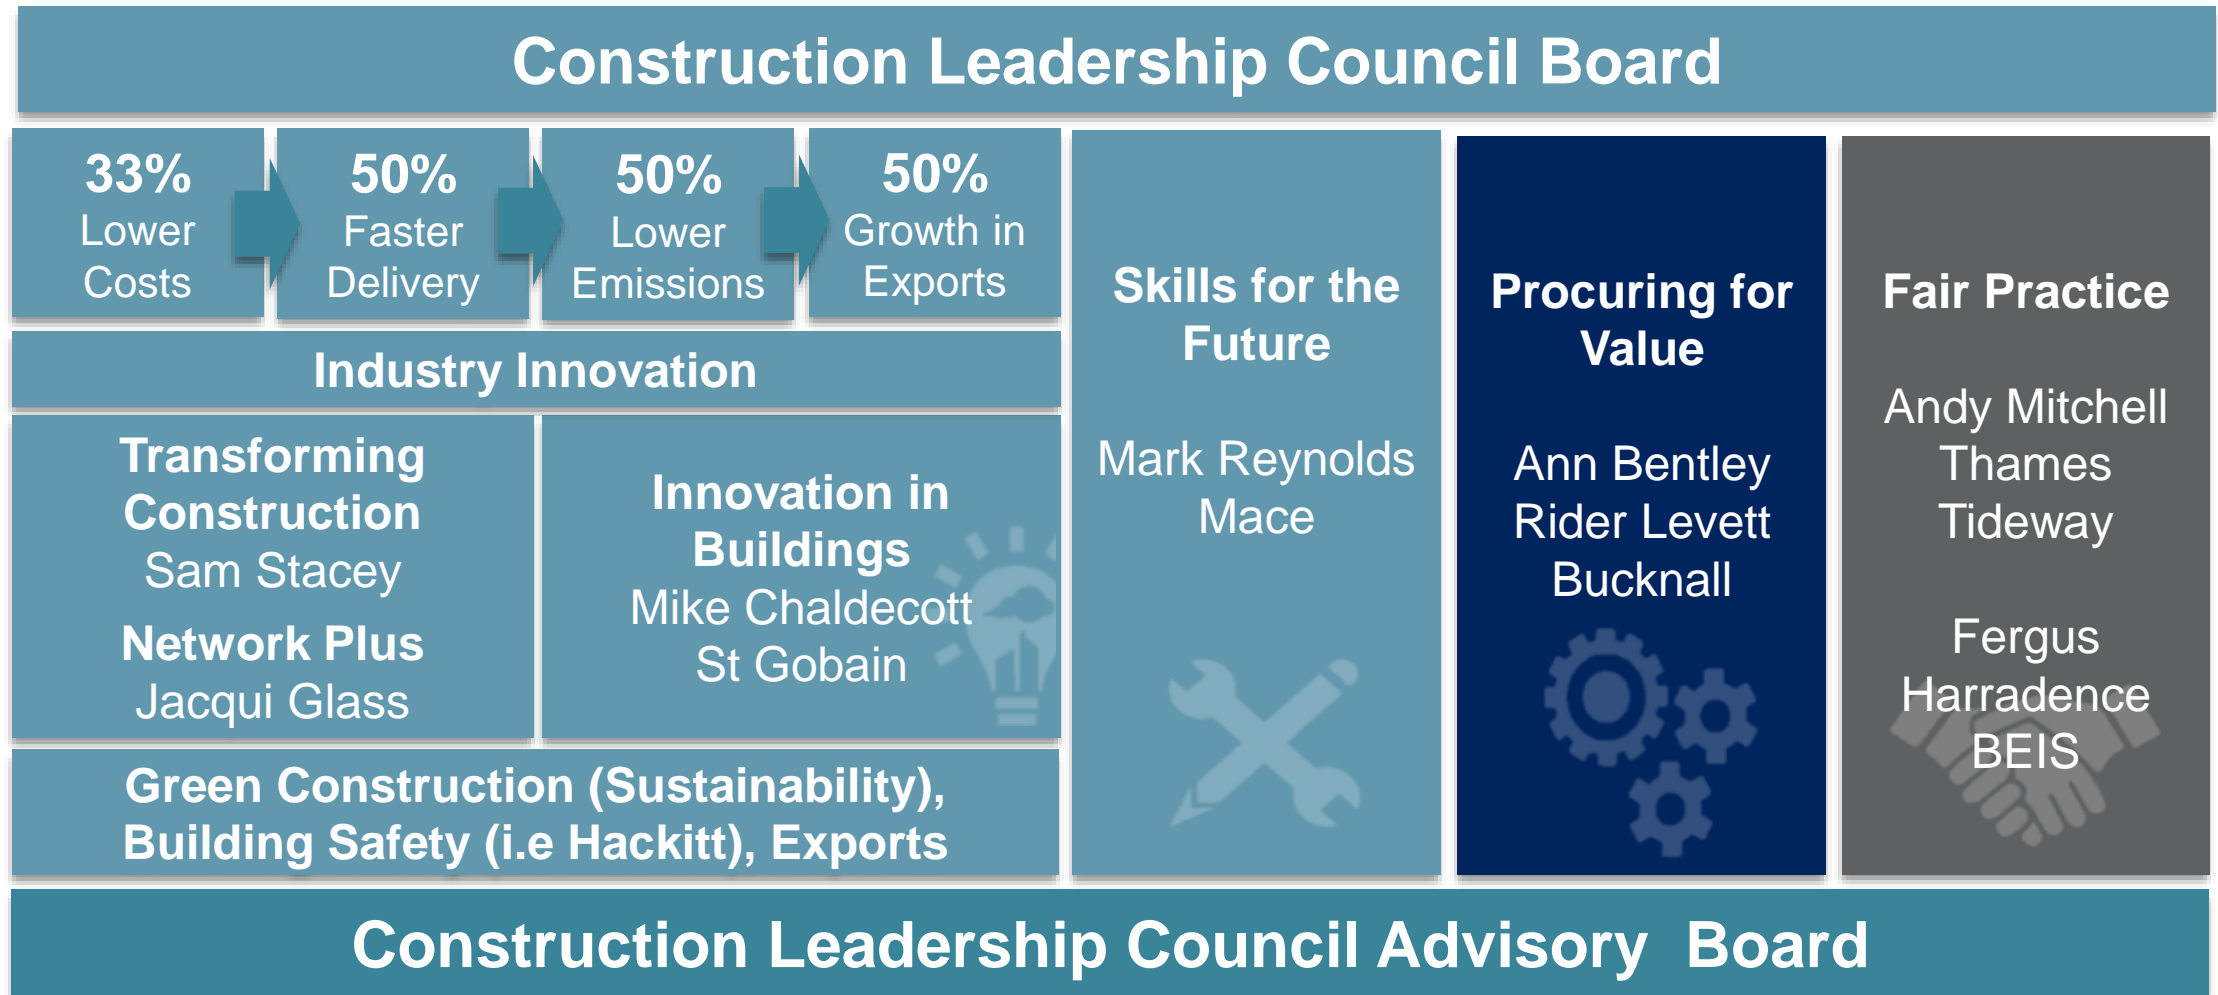 Construction Leadership Council Board
33%
Lower
Costs
50%
Faster
Delivery
50%
Lower
Emissions
50%
Growth in
Exports
Industry Innovation
Transforming
Construction
Sam Stacey
Network Plus
Jacqui Glass
Innovation in
Buildings
Mike Chaldecott
St Gobain
Green Construction (Sustainability),
Building Safety (i.e Hackitt), Exports
Skills for the
Future
Mark Reynolds
Mace
Procuring for
Value
Ann Bentley
Rider Levett
Bucknall
Fair Practice
Andy Mitchell
Thames
Tideway
Fergus
Harradence
BEIS
Construction Leadership Council Advisory  Board